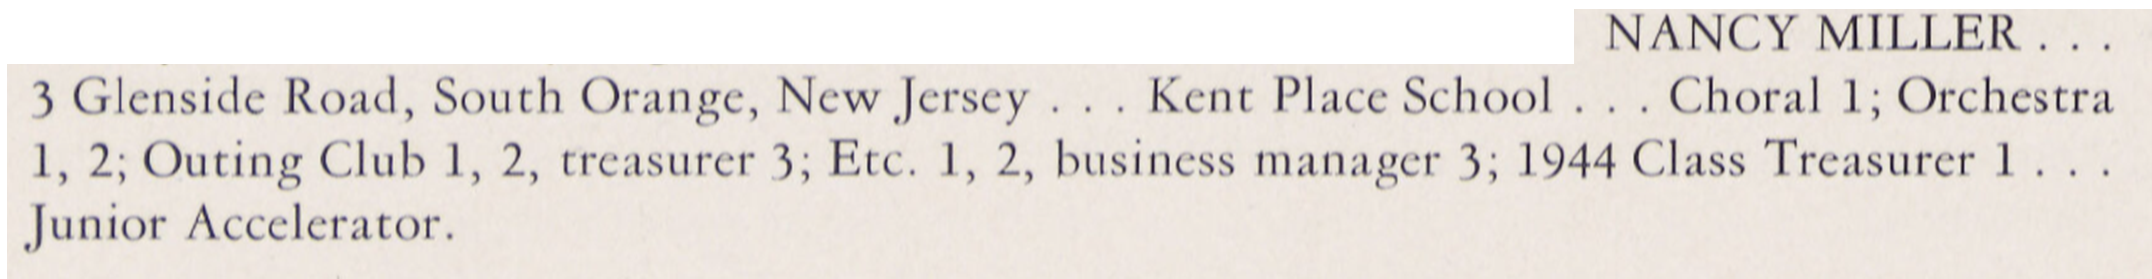 NANCY MILLER . . .
3 Glenside Road, South Orange, New Jersey . . . Kent Place School . . . Choral 1; Orchestra
1, 2; Outing Club 1, 2, treasurer 3; Etc. 1, 2, business manager 3; 1944 Class Treasurer 1 . . .
Junior Accelerator.